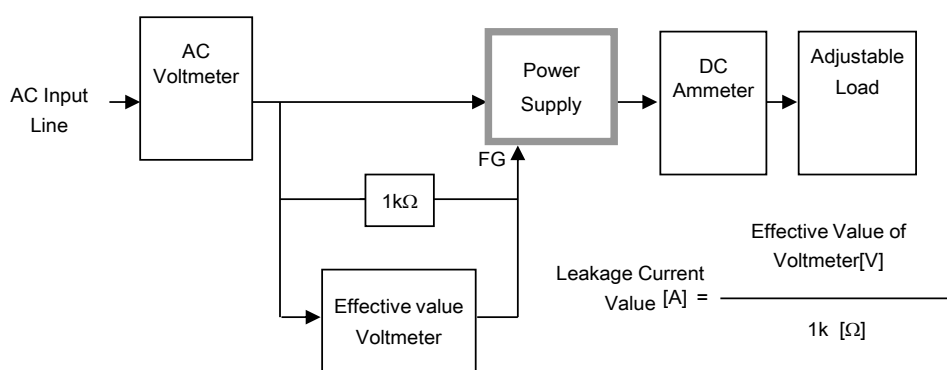 AC
Voltmeter
AC Input
Line
Power
Supply
DC
Ammeter
Adjustable
Load
FG
1kΩ
Effective value
Voltmeter
Effective Value of
Voltmeter[V]
Leakage Current
Value [A] =
1k [Ω]